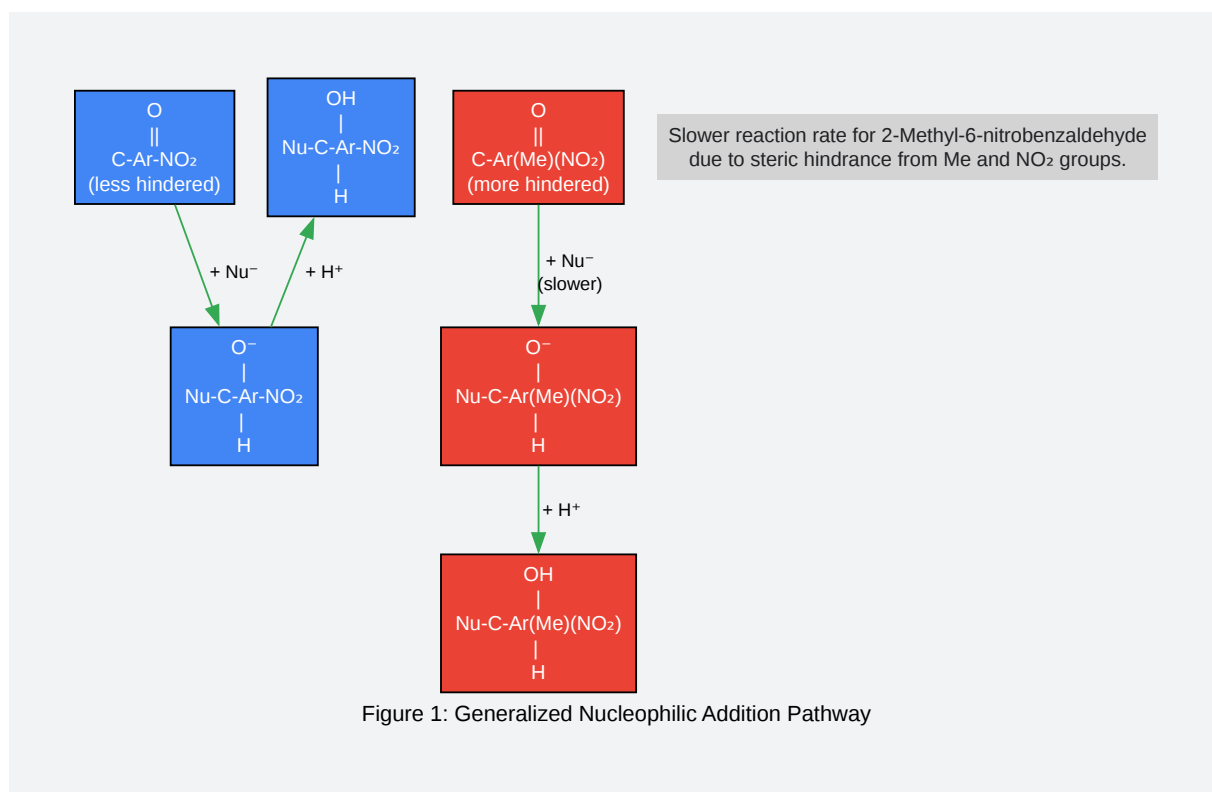 O
||
C-Ar-NO₂
(less hindered)
OH
|
Nu-C-Ar-NO₂
|
H
O
||
C-Ar(Me)(NO₂)
(more hindered)
Slower reaction rate for 2-Methyl-6-nitrobenzaldehyde
due to steric hindrance from Me and NO₂ groups.
+ Nu⁻
+ H⁺
+ Nu⁻
(slower)
O⁻
|
Nu-C-Ar-NO₂
|
H
O⁻
|
Nu-C-Ar(Me)(NO₂)
|
H
+ H⁺
OH
|
Nu-C-Ar(Me)(NO₂)
|
H
Figure 1: Generalized Nucleophilic Addition Pathway